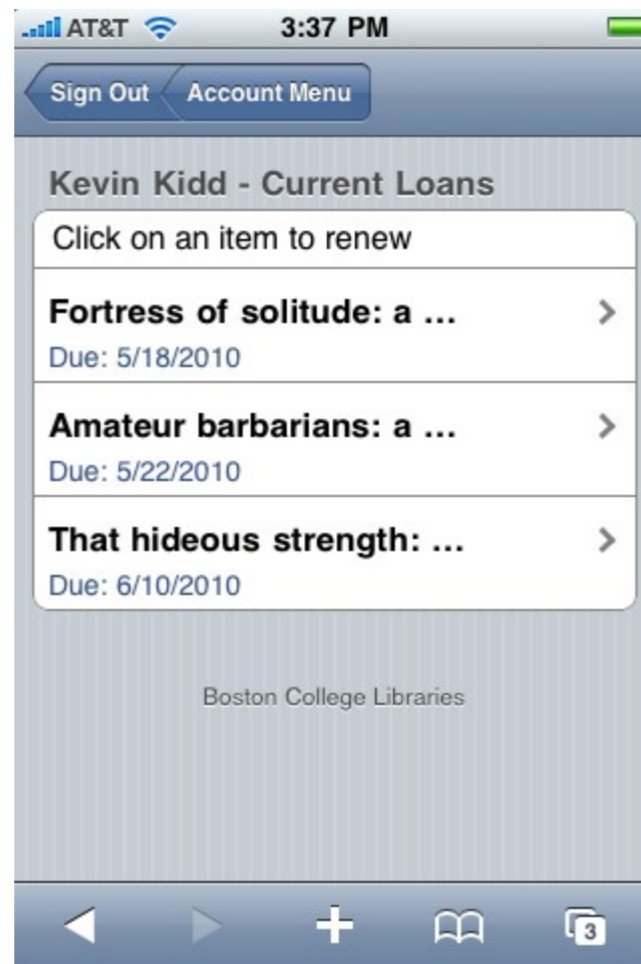 AT&T 3:37 PM
Sign Out Account Menu
Kevin Kidd - Current Loans
Click on an item to renew
Fortress of solitude: a ...
Due: 5/18/2010
Amateur barbarians: a ...
Due: 5/22/2010
That hideous strength: ...
Due: 6/10/2010
Boston College Libraries
3